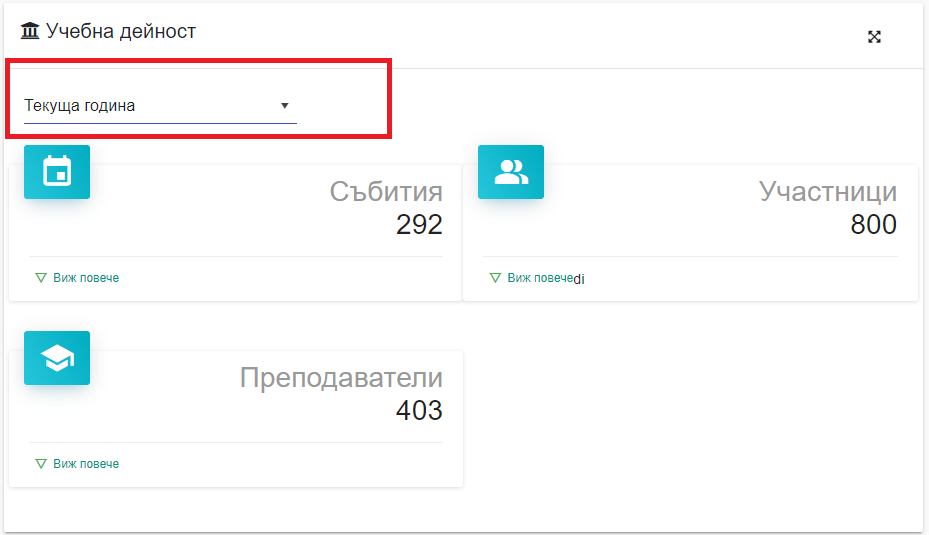 Учебна дейност
Текуща година
Събития
292
Виж повече
Участници
800
Виж повечеdi
Преподаватели
403
Виж повече